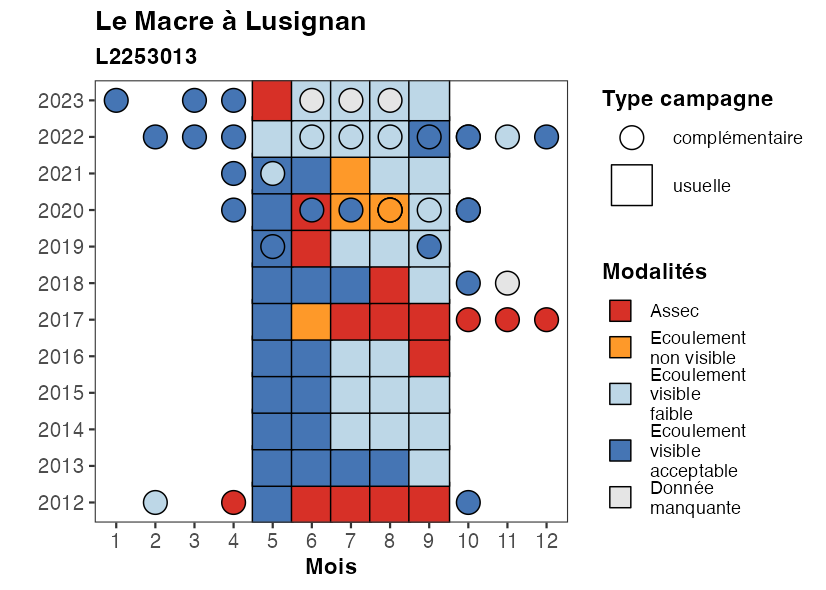 Le Macre à Lusignan
L2253013
2023
2022
2021
2020
2019
2018
2017
2016
2015
2014
2013
2012
1 2 3 4 5 6 7 8 9 10 11 12
Mois
Type campagne
complémentaire
usuelle
Modalités
Assec
Ecoulement
non visible
Ecoulement
visible
faible
Ecoulement
visible
acceptable
Donnée
manquante